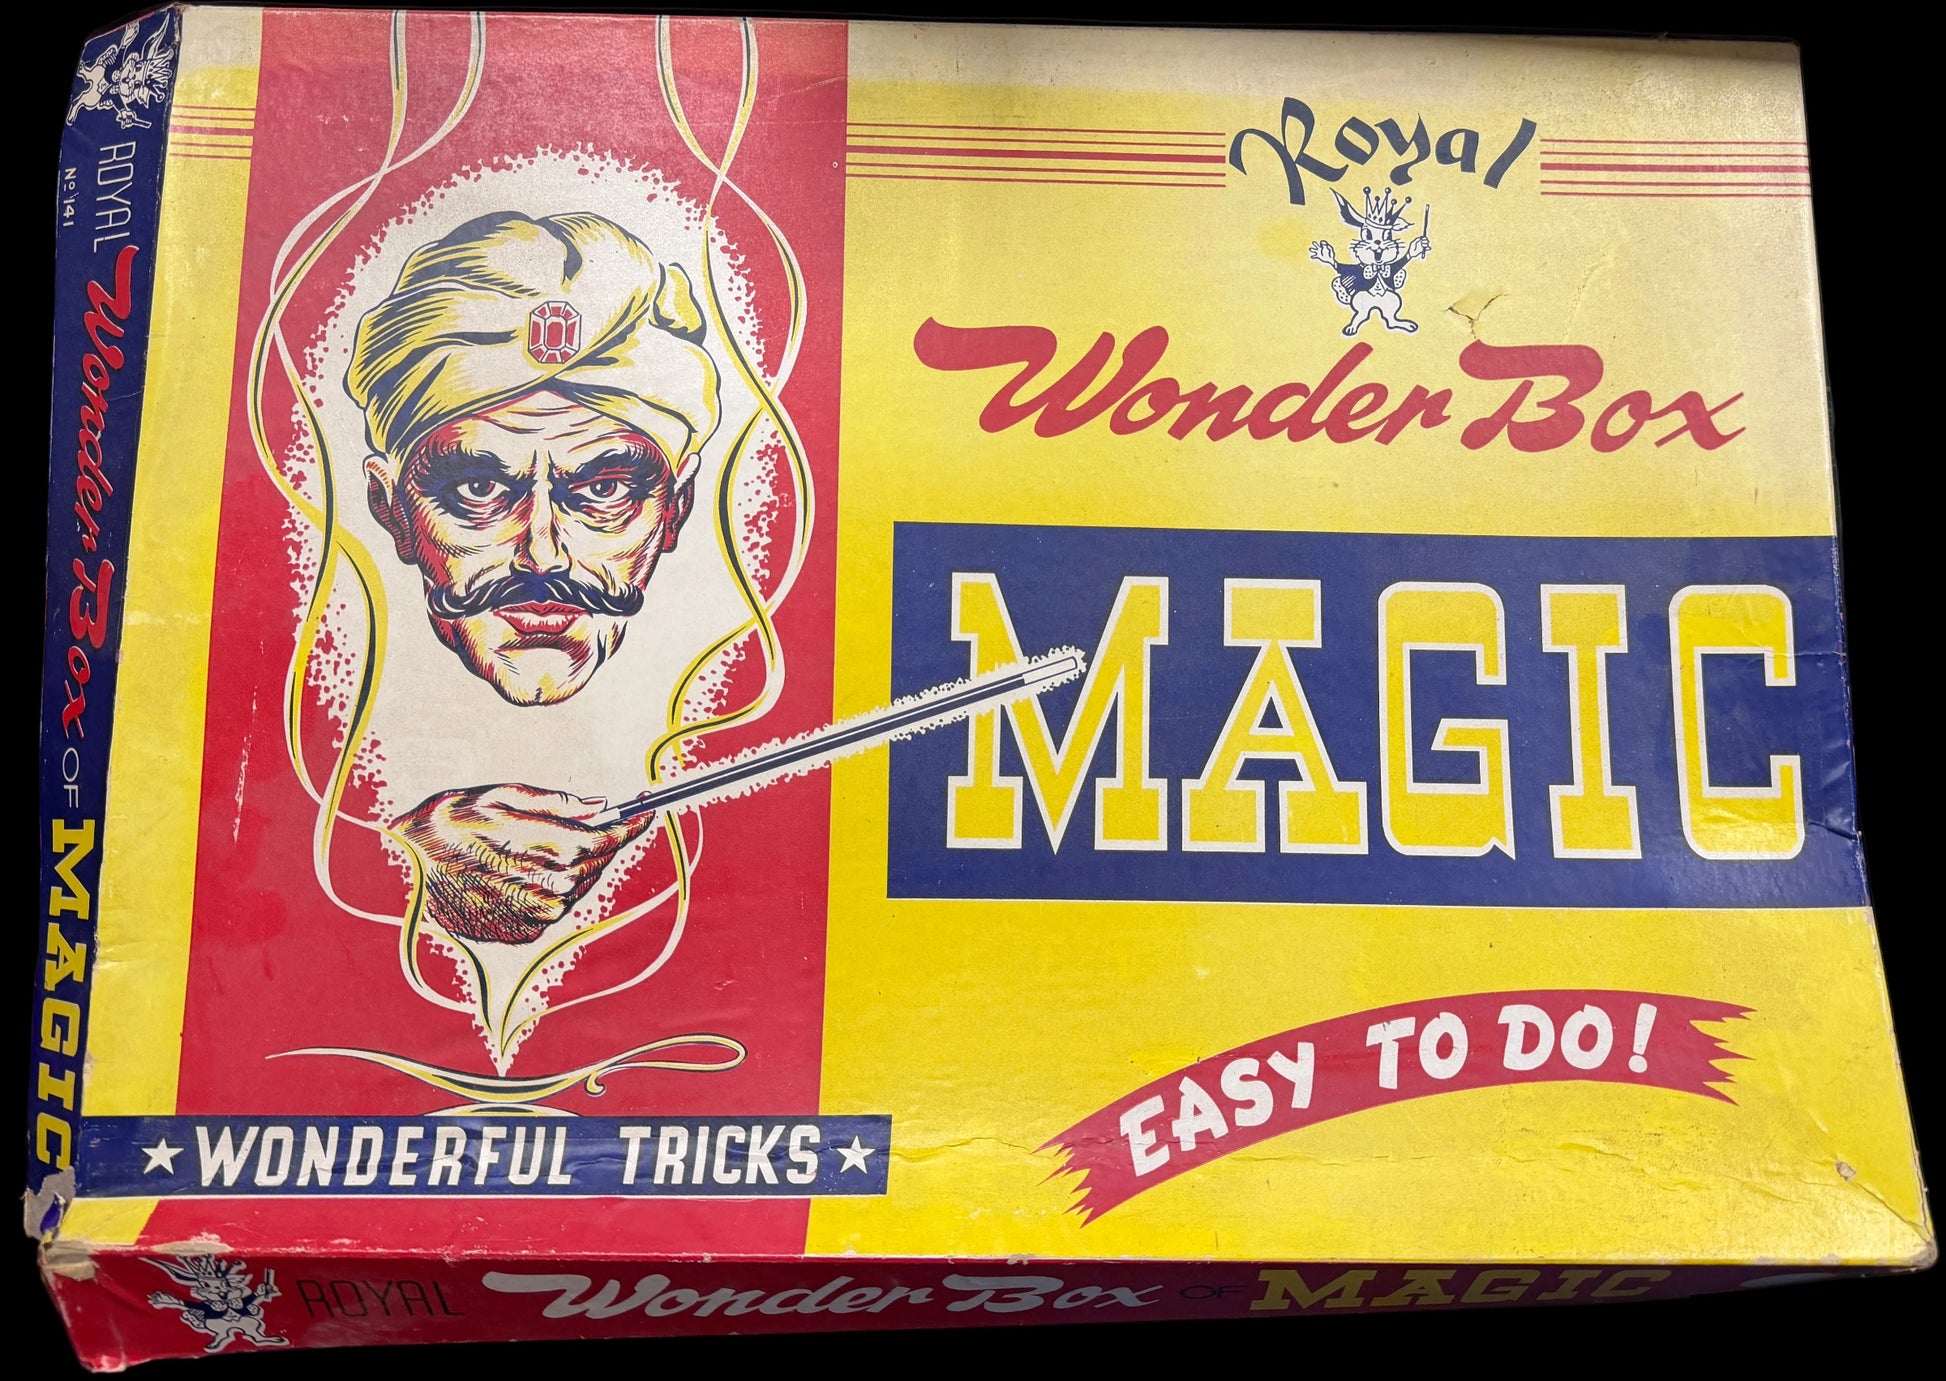 Royal
Wonder Box
MAGIC
EASY TO DO!
★ WONDERFUL TRICKS ★
ROYAL Wonder Box OF MAGIC
Nº 141
ROYAL Wonder Box OF MAGIC